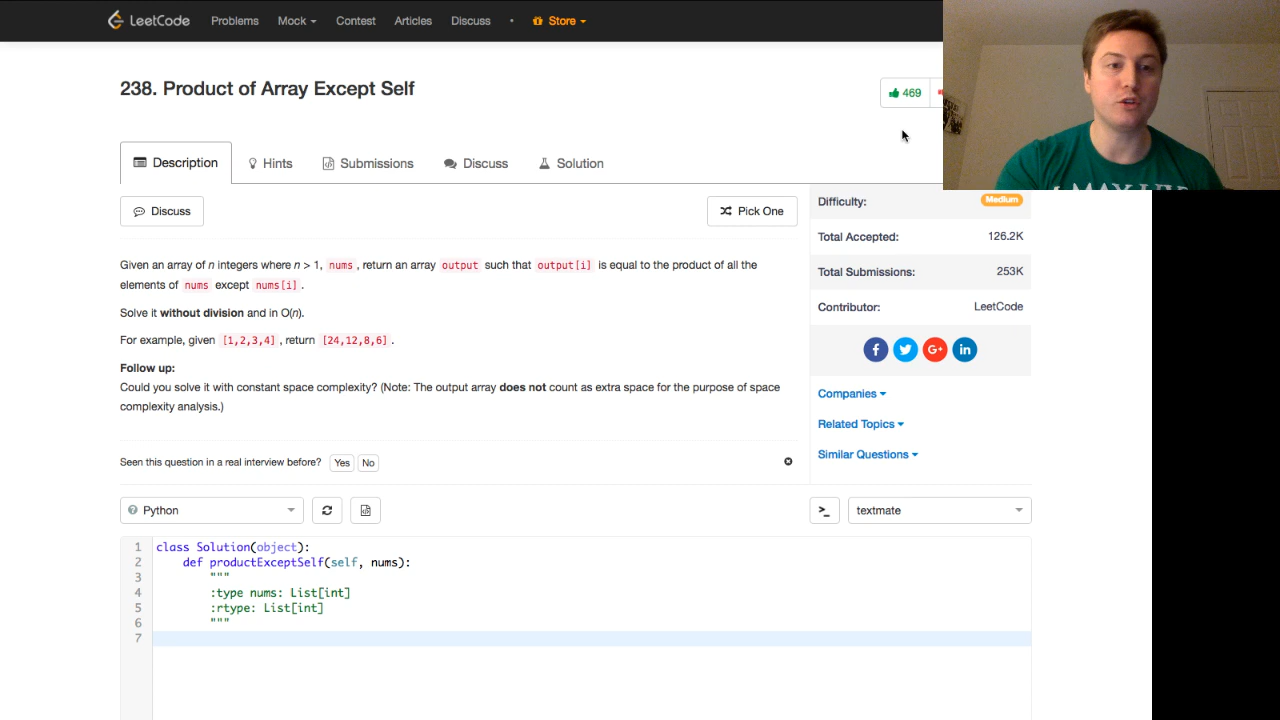 LeetCode Problems Mock Contest Articles Discuss • Store
238. Product of Array Except Self
469
Description Hints Submissions Discuss Solution
Discuss Pick One
Difficulty: Medium
Total Accepted: 126.2K
Total Submissions: 253K
Contributor: LeetCode
Companies
Related Topics
Similar Questions
Given an array of n integers where n > 1, nums, return an array output such that output[i] is equal to the product of all the
elements of nums except nums[i].
Solve it without division and in O(n).
For example, given [1,2,3,4], return [24,12,8,6].
Follow up:
Could you solve it with constant space complexity? (Note: The output array does not count as extra space for the purpose of space
complexity analysis.)
Seen this question in a real interview before? Yes No
Python >_ textmate
1 class Solution(object):
2 def productExceptSelf(self, nums):
3 """
4 :type nums: List[int]
5 :rtype: List[int]
6 """
7